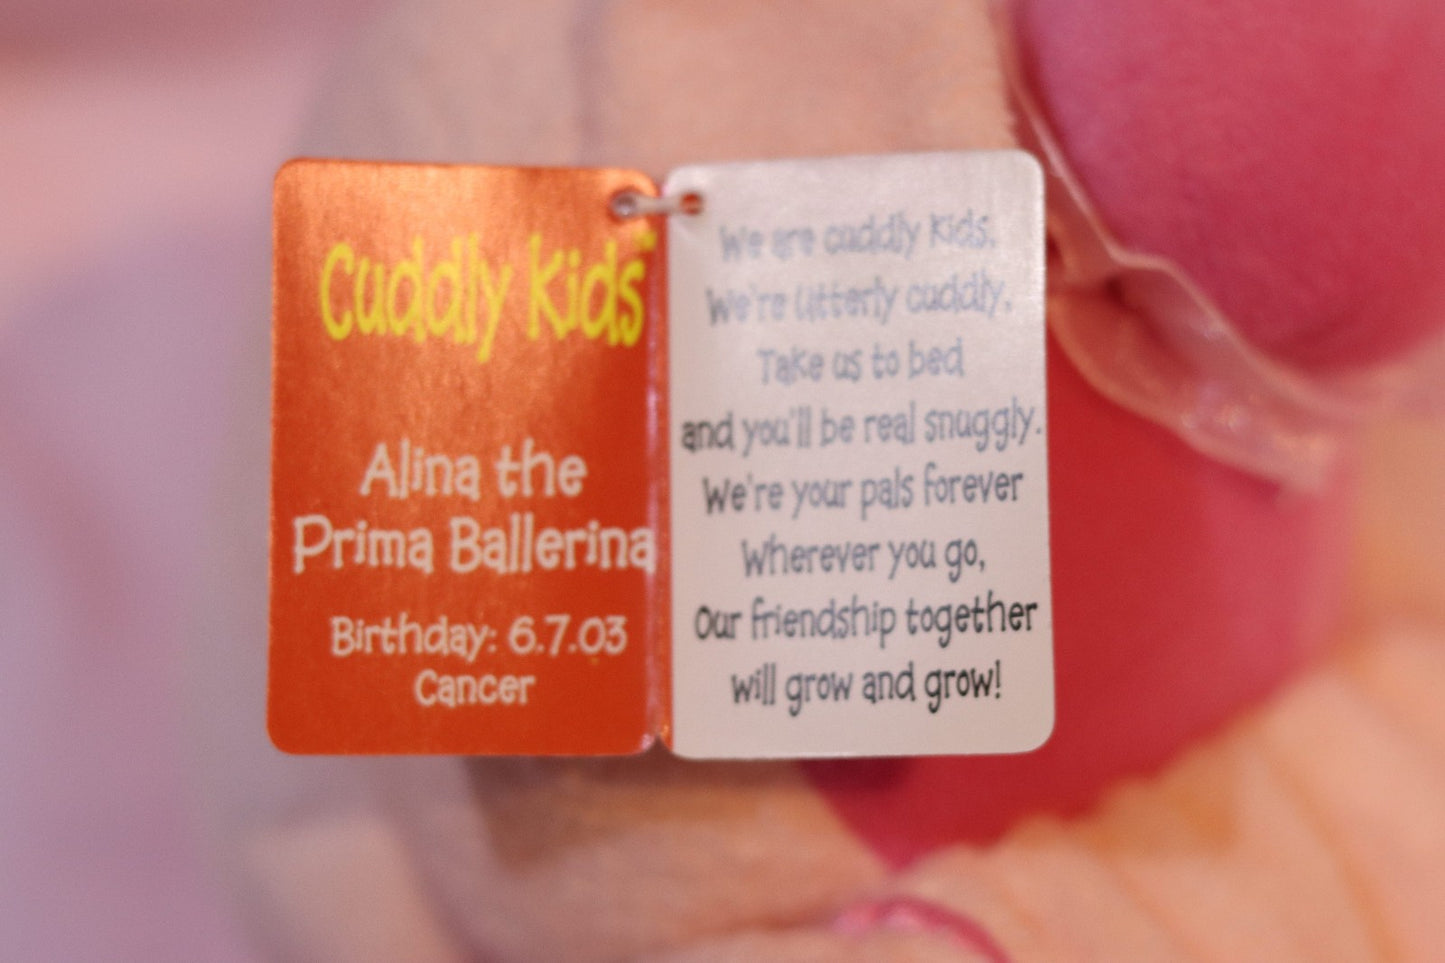 Cuddly Kids™
Alina the
Prima Ballerina
Birthday: 6.7.03
Cancer
We are cuddly kids.
We're utterly cuddly.
Take us to bed
and you'll be real snuggly.
We're your pals forever
Wherever you go,
Our friendship together
will grow and grow!